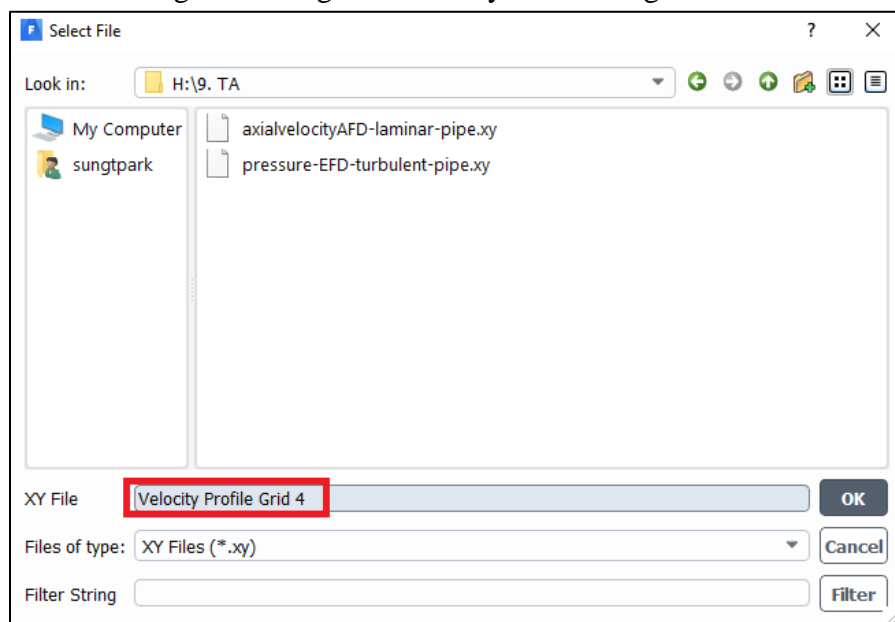 F Select File ? ×
Look in: H:\9. TA
My Computer
sungtpark
axialvelocityAFD-laminar-pipe.xy
pressure-EFD-turbulent-pipe.xy
XY File Velocity Profile Grid 4 OK
Files of type: XY Files (*.xy) Cancel
Filter String Filter